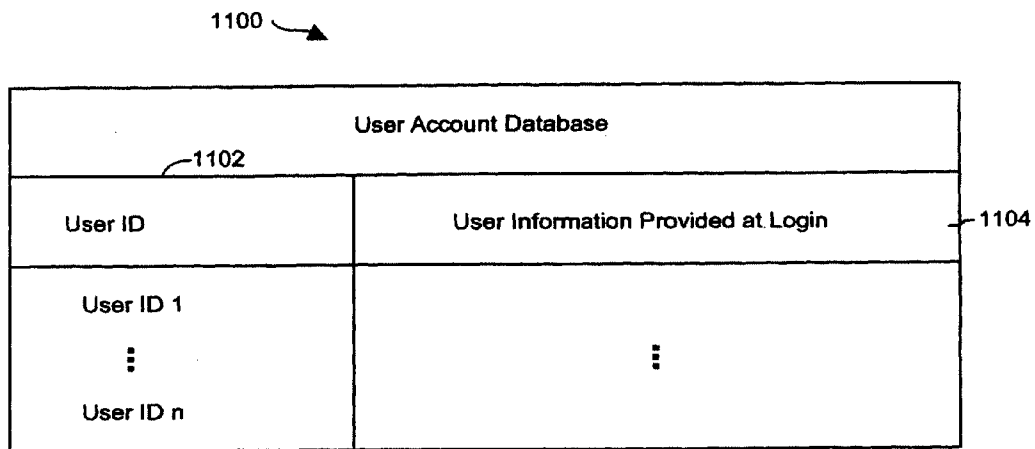 1100
User Account Database
1102
User ID
User Information Provided at Login
1104
User ID 1
User ID n